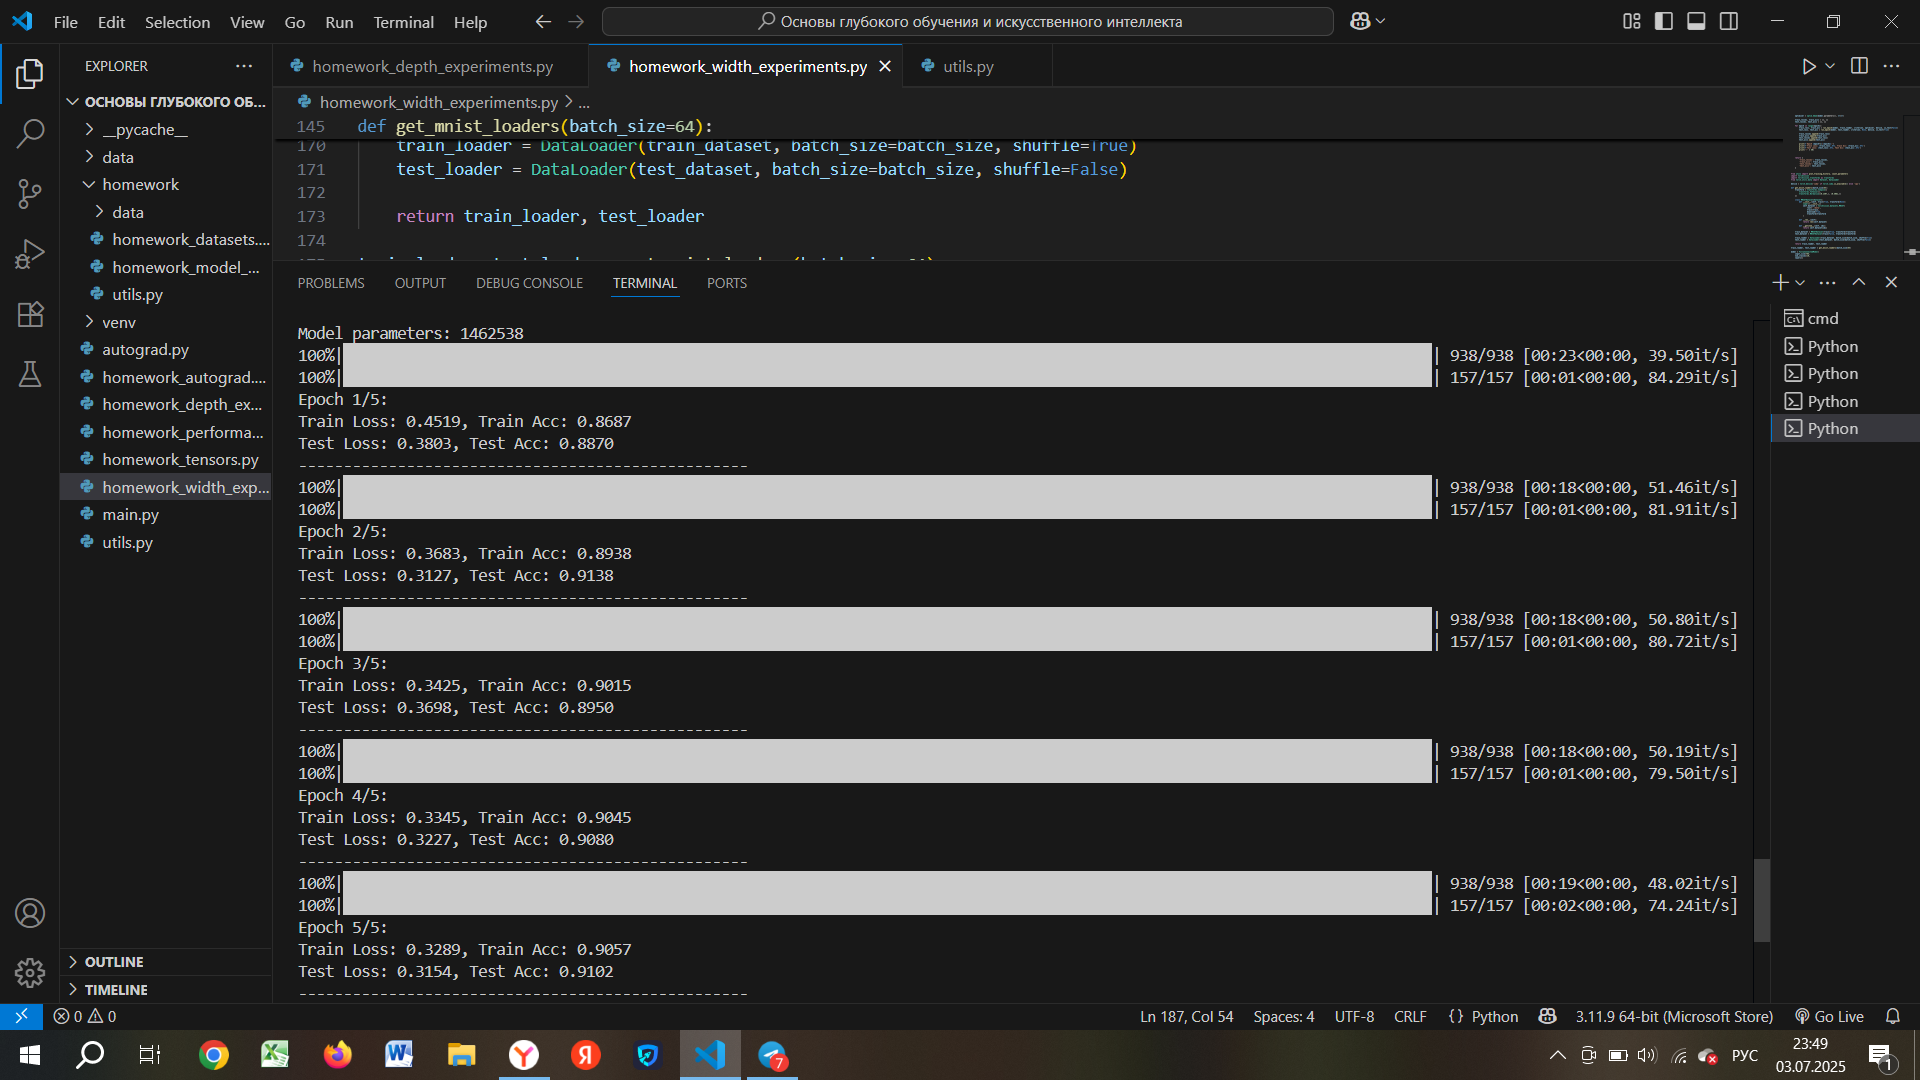 File Edit Selection View Go Run Terminal Help
Основы глубокого обучения и искусственного интеллекта
EXPLORER
ОСНОВЫ ГЛУБОКОГО ОБ...
__pycache__
data
homework
data
homework_datasets....
homework_model_...
utils.py
venv
autograd.py
homework_autograd....
homework_depth_ex...
homework_performa...
homework_tensors.py
homework_width_exp...
main.py
utils.py
OUTLINE
TIMELINE
homework_depth_experiments.py
homework_width_experiments.py
utils.py
homework_width_experiments.py > ...
145 def get_mnist_loaders(batch_size=64):
170 train_loader = DataLoader(train_dataset, batch_size=batch_size, shuffle=True)
171 test_loader = DataLoader(test_dataset, batch_size=batch_size, shuffle=False)
172
173 return train_loader, test_loader
174
PROBLEMS OUTPUT DEBUG CONSOLE TERMINAL PORTS
Model parameters: 1462538
100%| | 938/938 [00:23<00:00, 39.50it/s]
100%| | 157/157 [00:01<00:00, 84.29it/s]
Epoch 1/5:
Train Loss: 0.4519, Train Acc: 0.8687
Test Loss: 0.3803, Test Acc: 0.8870
--------------------------------------------------
100%| | 938/938 [00:18<00:00, 51.46it/s]
100%| | 157/157 [00:01<00:00, 81.91it/s]
Epoch 2/5:
Train Loss: 0.3683, Train Acc: 0.8938
Test Loss: 0.3127, Test Acc: 0.9138
--------------------------------------------------
100%| | 938/938 [00:18<00:00, 50.80it/s]
100%| | 157/157 [00:01<00:00, 80.72it/s]
Epoch 3/5:
Train Loss: 0.3425, Train Acc: 0.9015
Test Loss: 0.3698, Test Acc: 0.8950
--------------------------------------------------
100%| | 938/938 [00:18<00:00, 50.19it/s]
100%| | 157/157 [00:01<00:00, 79.50it/s]
Epoch 4/5:
Train Loss: 0.3345, Train Acc: 0.9045
Test Loss: 0.3227, Test Acc: 0.9080
--------------------------------------------------
100%| | 938/938 [00:19<00:00, 48.02it/s]
100%| | 157/157 [00:02<00:00, 74.24it/s]
Epoch 5/5:
Train Loss: 0.3289, Train Acc: 0.9057
Test Loss: 0.3154, Test Acc: 0.9102
--------------------------------------------------
cmd
Python
Python
Python
Python
0 0
Ln 187, Col 54 Spaces: 4 UTF-8 CRLF {} Python 3.11.9 64-bit (Microsoft Store) Go Live
7
РУС
23:49
03.07.2025
1